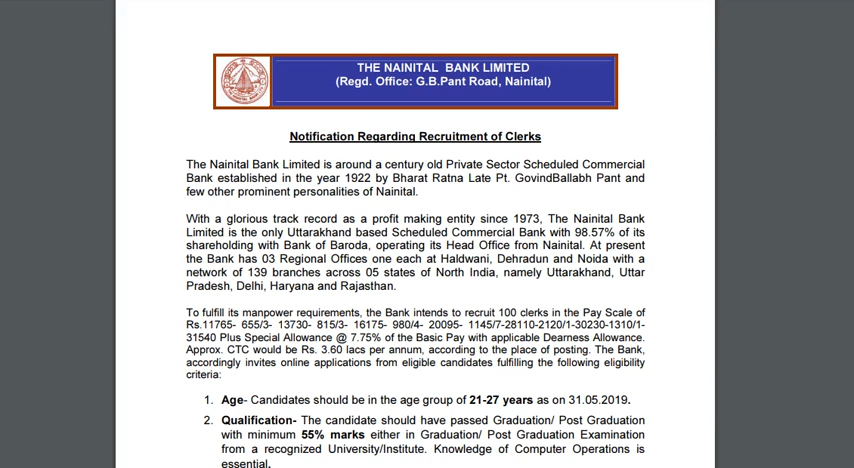 THE NAINITAL BANK LIMITED
(Regd. Office: G.B.Pant Road, Nainital)
Notification Regarding Recruitment of Clerks
The Nainital Bank Limited is around a century old Private Sector Scheduled Commercial
Bank established in the year 1922 by Bharat Ratna Late Pt. GovindBallabh Pant and
few other prominent personalities of Nainital.
With a glorious track record as a profit making entity since 1973, The Nainital Bank
Limited is the only Uttarakhand based Scheduled Commercial Bank with 98.57% of its
shareholding with Bank of Baroda, operating its Head Office from Nainital. At present
the Bank has 03 Regional Offices one each at Haldwani, Dehradun and Noida with a
network of 139 branches across 05 states of North India, namely Uttarakhand, Uttar
Pradesh, Delhi, Haryana and Rajasthan.
To fulfill its manpower requirements, the Bank intends to recruit 100 clerks in the Pay Scale of
Rs.11765- 655/3- 13730- 815/3- 16175- 980/4- 20095- 1145/7-28110-2120/1-30230-1310/1-
31540 Plus Special Allowance @ 7.75% of the Basic Pay with applicable Dearness Allowance.
Approx. CTC would be Rs. 3.60 lacs per annum, according to the place of posting. The Bank,
accordingly invites online applications from eligible candidates fulfilling the following eligibility
criteria:
1. Age- Candidates should be in the age group of 21-27 years as on 31.05.2019.
2. Qualification- The candidate should have passed Graduation/ Post Graduation
with minimum 55% marks either in Graduation/ Post Graduation Examination
from a recognized University/Institute. Knowledge of Computer Operations is
essential.